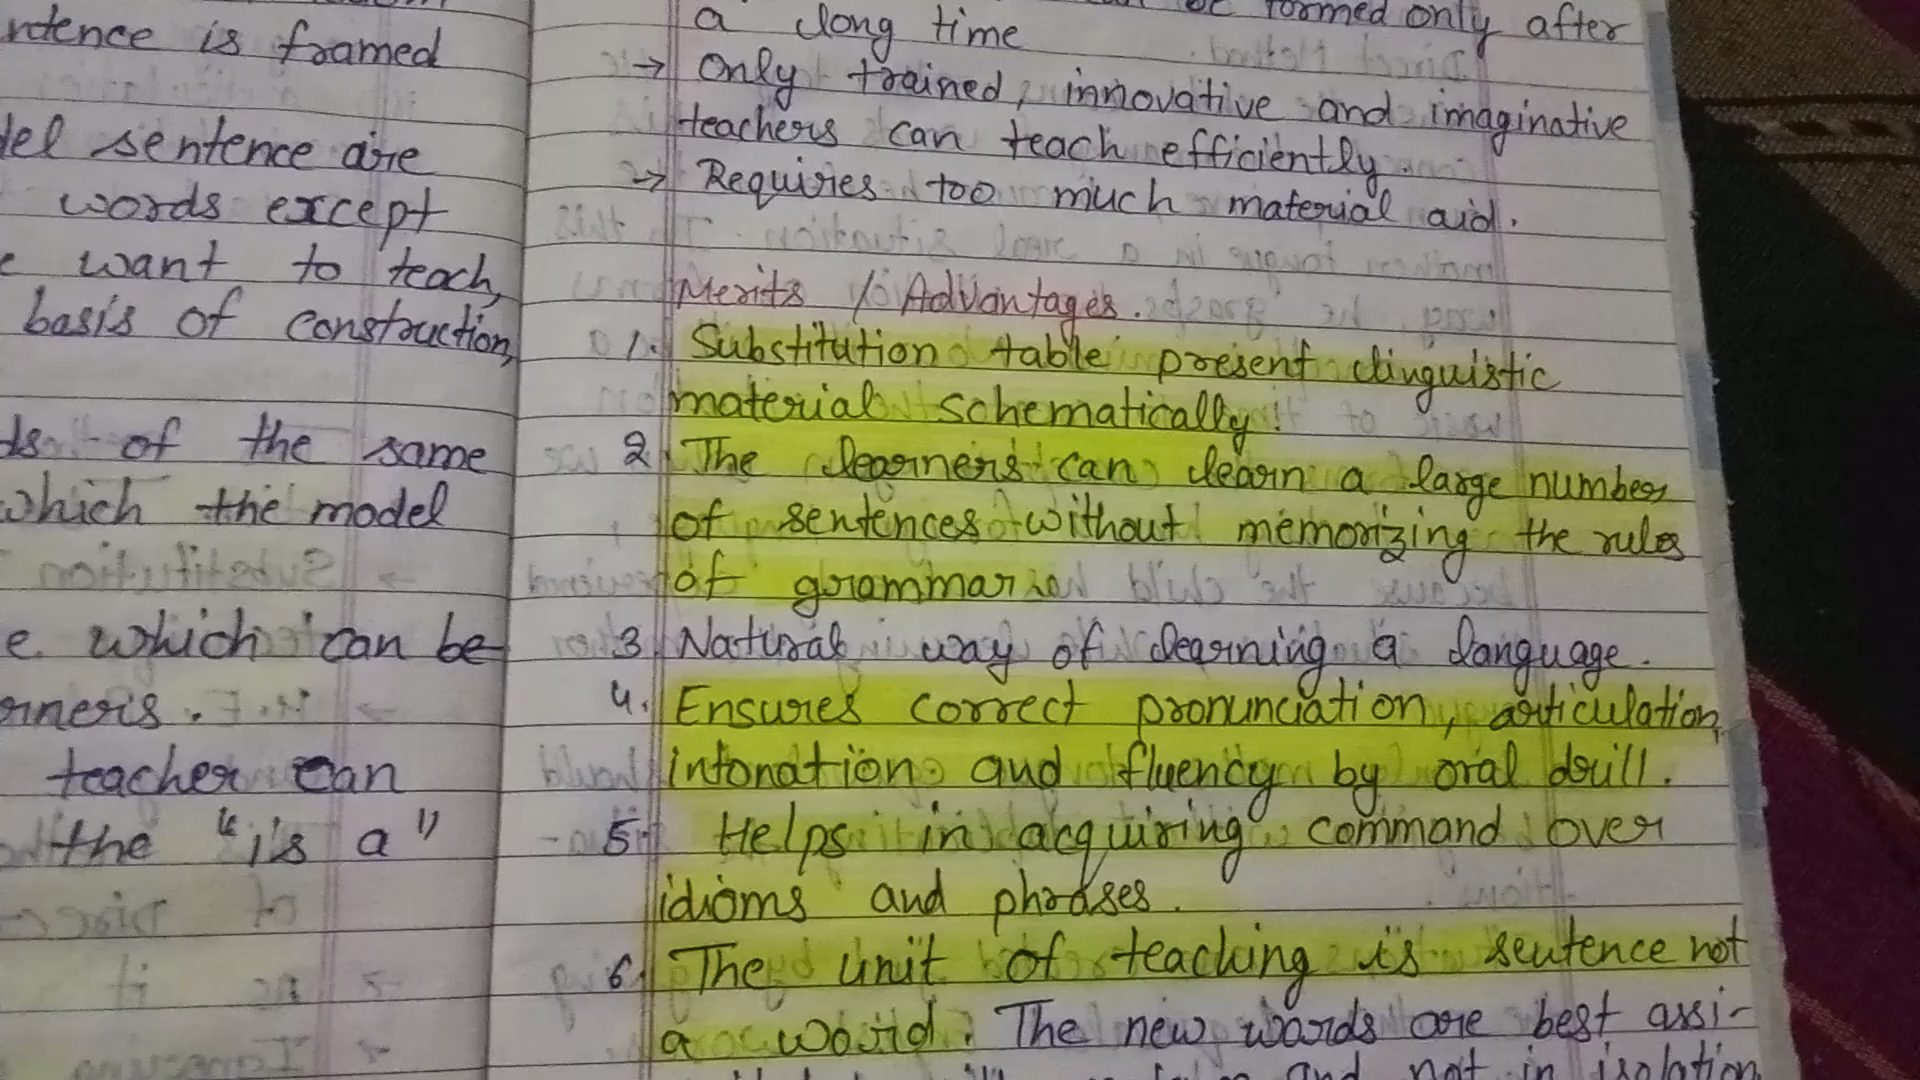 ntence is framed
del sentence are
words except
e want to teach,
basis of construction,
ds of the same
which the model
e. which can be
rners.
teacher can
the "is a"
formed only after
a long time
→ Only trained, innovative and imaginative
teachers can teach efficiently.
→ Requires too much material aid.
Merits / Advantages.
1. Substitution table present linguistic
material schematically.
2. The learners can learn a large number
of sentences without memorizing the rules
of grammar
3. Natural way of learning a language.
4. Ensures correct pronunciation, articulation,
intonation and fluency by oral drill.
5. Helps in acquiring command over
idioms and phrases.
6. The unit of teaching is sentence not
a word. The new words are best assi-
and not in isolation